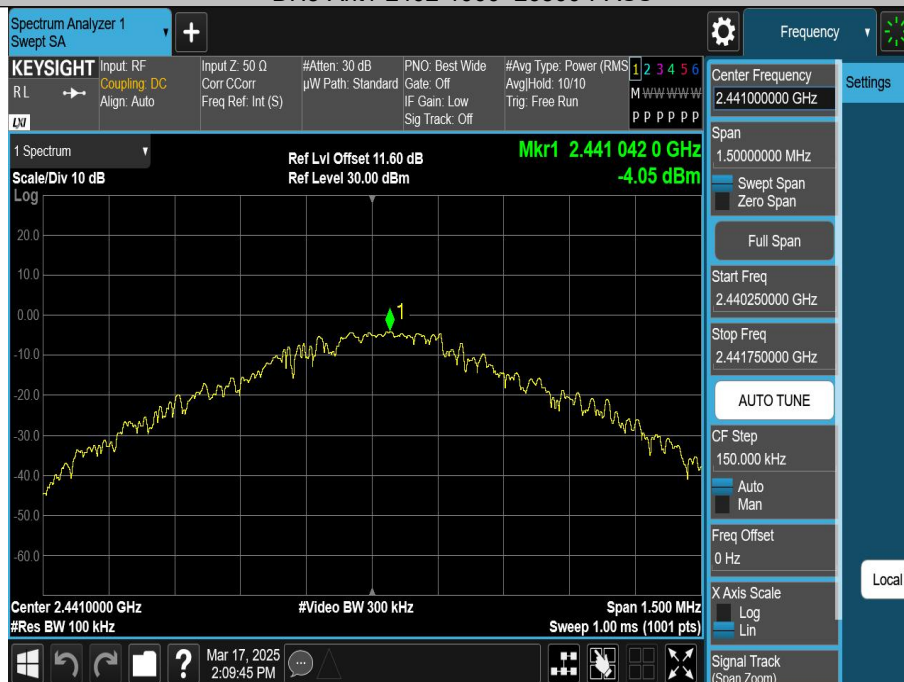 Spectrum Analyzer 1
Swept SA
Frequency
KEYSIGHT
R L
LXI
Input: RF
Coupling: DC
Align: Auto
Input Z: 50 Ω
Corr CCorr
Freq Ref: Int (S)
#Atten: 30 dB
µW Path: Standard
PNO: Best Wide
Gate: Off
IF Gain: Low
Sig Track: Off
#Avg Type: Power (RMS
Avg|Hold: 10/10
Trig: Free Run
1 2 3 4 5 6
M W W W W W
P P P P P P
1 Spectrum
Scale/Div 10 dB
Log
Ref Lvl Offset 11.60 dB
Ref Level 30.00 dBm
Mkr1 2.441 042 0 GHz
-4.05 dBm
20.0
10.0
0.00
-10.0
-20.0
-30.0
-40.0
-50.0
-60.0
1
Center 2.4410000 GHz
#Video BW 300 kHz
Span 1.500 MHz
#Res BW 100 kHz
Sweep 1.00 ms (1001 pts)
Mar 17, 2025
2:09:45 PM
Center Frequency
2.441000000 GHz
Settings
Span
1.50000000 MHz
Swept Span
Zero Span
Full Span
Start Freq
2.440250000 GHz
Stop Freq
2.441750000 GHz
AUTO TUNE
CF Step
150.000 kHz
Auto
Man
Freq Offset
0 Hz
Local
X Axis Scale
Log
Lin
Signal Track
(Span Zoom)